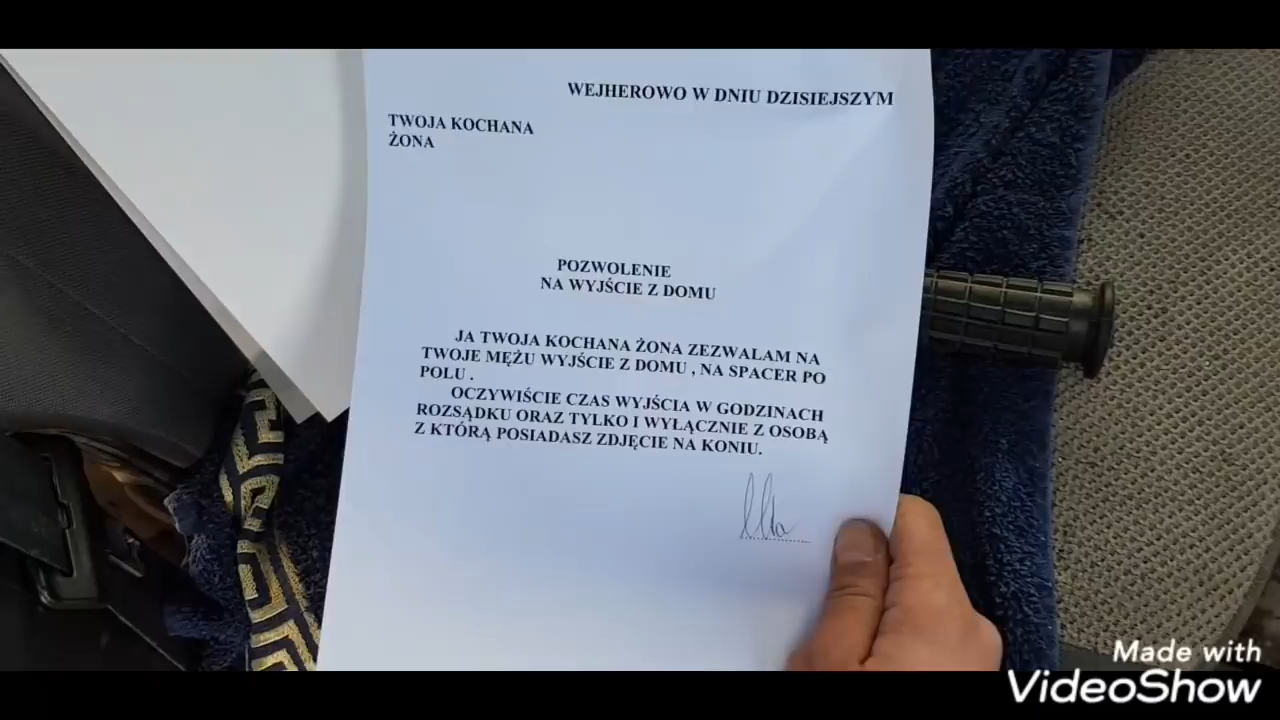 WEJHEROWO W DNIU DZISIEJSZYM
TWOJA KOCHANA
ŻONA
POZWOLENIE
NA WYJŚCIE Z DOMU
JA TWOJA KOCHANA ŻONA ZEZWALAM NA
TWOJE MĘŻU WYJŚCIE Z DOMU , NA SPACER PO
POLU .
OCZYWIŚCIE CZAS WYJŚCIA W GODZINACH
ROZSĄDKU ORAZ TYLKO I WYŁĄCZNIE Z OSOBĄ
Z KTÓRĄ POSIADASZ ZDJĘCIE NA KONIU.
Made with
VideoShow